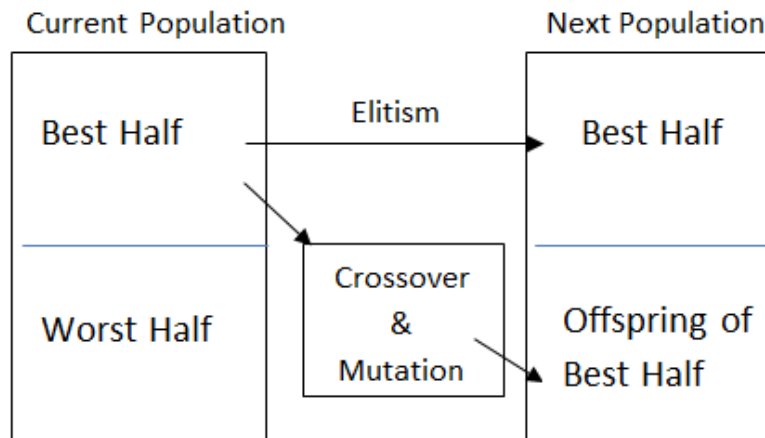 Current Population
Next Population
Best Half
Elitism
Best Half
Crossover
&
Mutation
Worst Half
Offspring of
Best Half